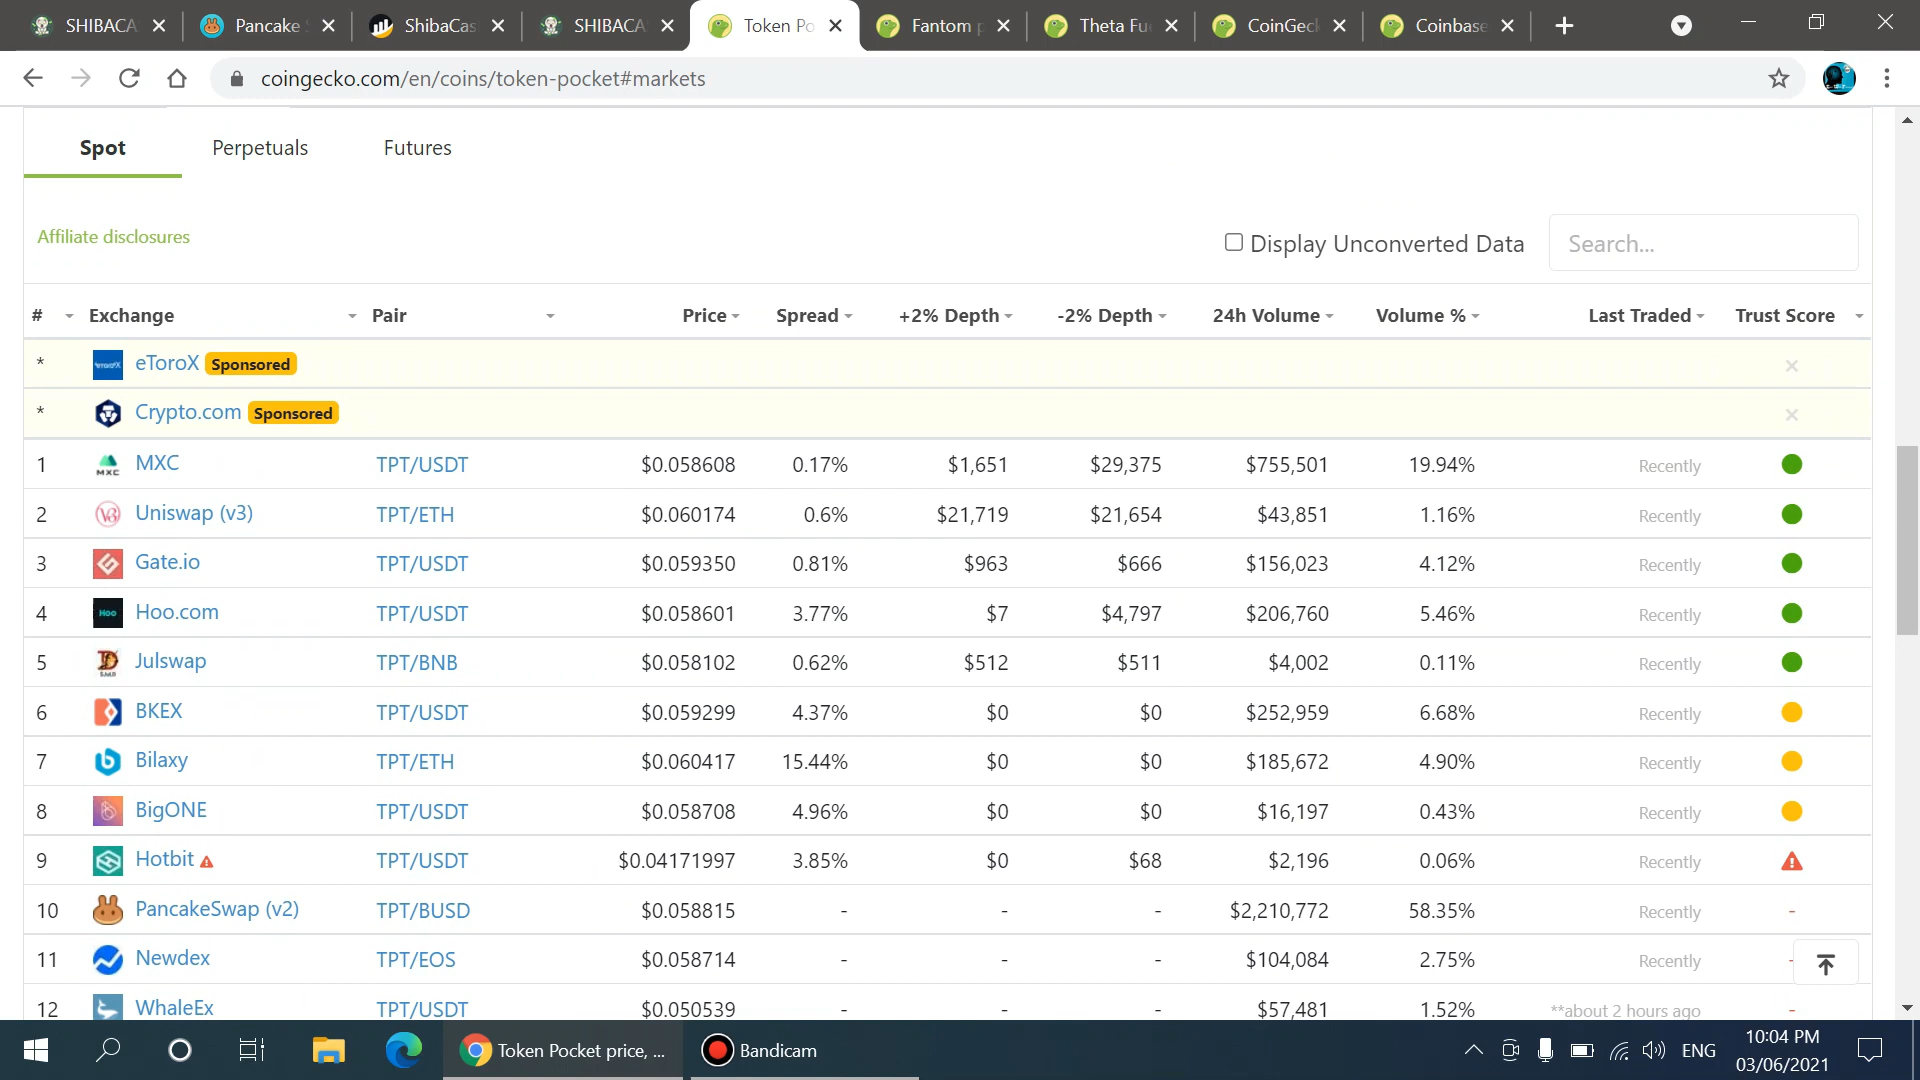 SHIBACA
Pancake
ShibaCas
SHIBACA
Token Po
Fantom p
Theta Fu
CoinGeck
Coinbase
coingecko.com/en/coins/token-pocket#markets
Spot Perpetuals Futures
Affiliate disclosures
Display Unconverted Data Search...
# Exchange Pair Price Spread +2% Depth -2% Depth 24h Volume Volume % Last Traded Trust Score
* eToroX Sponsored ×
* Crypto.com Sponsored ×
1 MXC TPT/USDT $0.058608 0.17% $1,651 $29,375 $755,501 19.94% Recently
2 Uniswap (v3) TPT/ETH $0.060174 0.6% $21,719 $21,654 $43,851 1.16% Recently
3 Gate.io TPT/USDT $0.059350 0.81% $963 $666 $156,023 4.12% Recently
4 Hoo Hoo.com TPT/USDT $0.058601 3.77% $7 $4,797 $206,760 5.46% Recently
5 Julswap TPT/BNB $0.058102 0.62% $512 $511 $4,002 0.11% Recently
6 BKEX TPT/USDT $0.059299 4.37% $0 $0 $252,959 6.68% Recently
7 Bilaxy TPT/ETH $0.060417 15.44% $0 $0 $185,672 4.90% Recently
8 BigONE TPT/USDT $0.058708 4.96% $0 $0 $16,197 0.43% Recently
9 Hotbit TPT/USDT $0.04171997 3.85% $0 $68 $2,196 0.06% Recently
10 PancakeSwap (v2) TPT/BUSD $0.058815 - - - $2,210,772 58.35% Recently -
11 Newdex TPT/EOS $0.058714 - - - $104,084 2.75% Recently -
12 WhaleEx TPT/USDT $0.050539 - - - $57,481 1.52% **about 2 hours ago -
Token Pocket price, ...
Bandicam
ENG
10:04 PM
03/06/2021